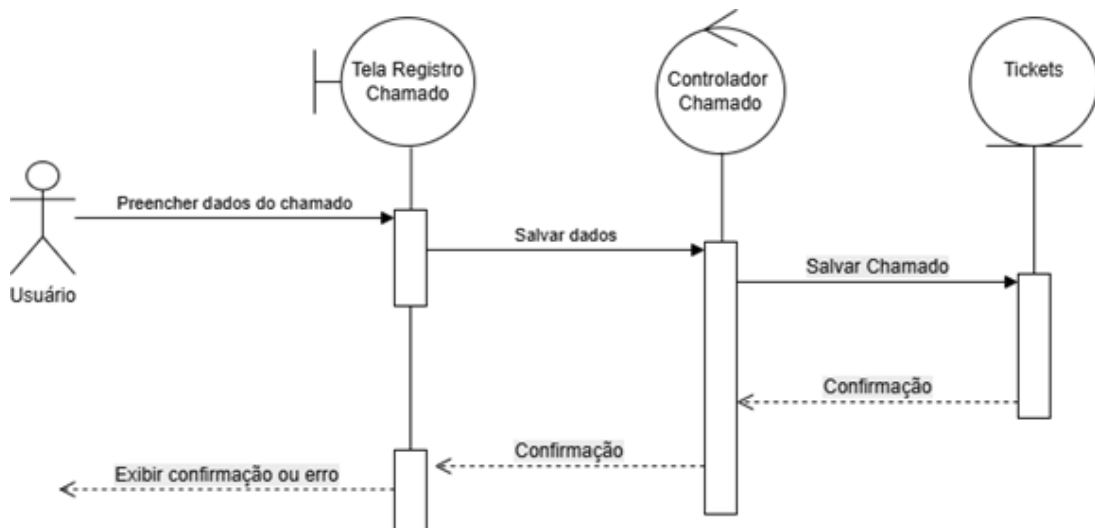 Tela Registro
Chamado
Controlador
Chamado
Tickets
Preencher dados do chamado
Salvar dados
Salvar Chamado
Usuário
Confirmação
Confirmação
Exibir confirmação ou erro